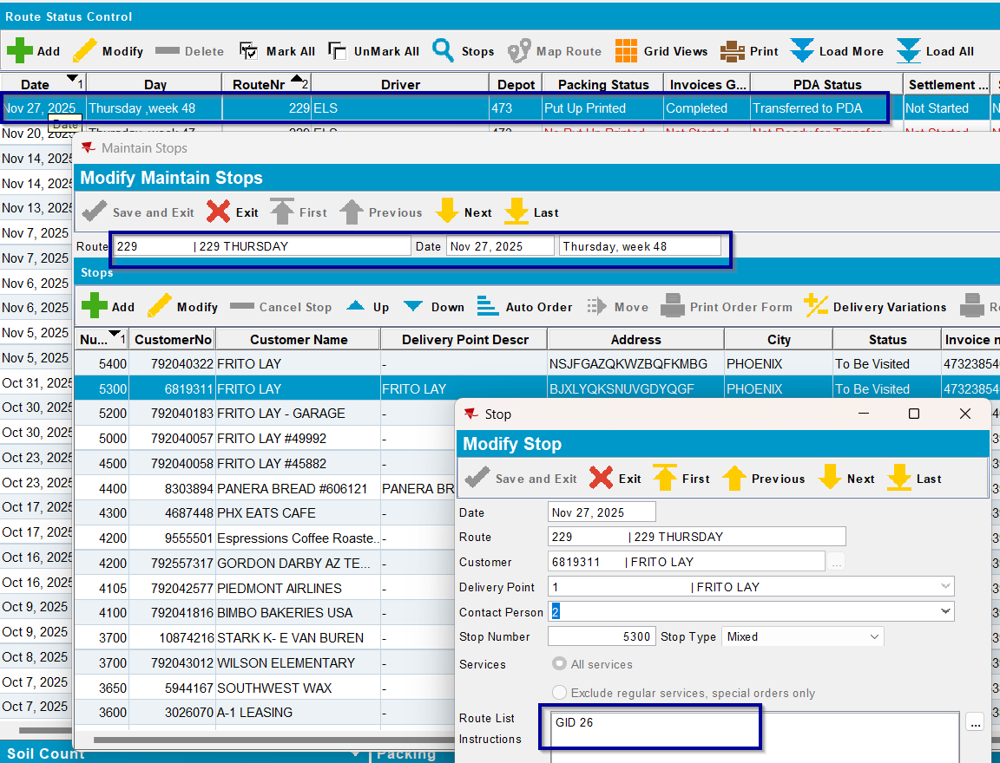 Route Status Control
Add Modify Delete Mark All UnMark All Stops Map Route Grid Views Print Load More Load All
Date 1 Day RouteNr 2 Driver Depot Packing Status Invoices G... PDA Status Settlement ...
Nov 27, 2025 Thursday ,week 48 229 ELS 473 Put Up Printed Completed Transferred to PDA Not Started
Date
Nov 20, 2025 Thursday ,week 47 229 ELS 473 No Put Up Printed Not Started Not Ready for Transfer Not Started
Maintain Stops
Nov 14, 2025
Modify Maintain Stops
Nov 14, 2025
Nov 13, 2025
Save and Exit Exit First Previous Next Last
Nov 7, 2025
Route 229 | 229 THURSDAY Date Nov 27, 2025 Thursday, week 48
Nov 7, 2025
Stops
Nov 6, 2025
Nov 6, 2025
Add Modify Cancel Stop Up Down Auto Order Move Print Order Form Delivery Variations
Nov 5, 2025
Nu... 1 CustomerNo Customer Name Delivery Point Descr Address City Status Invoice n
Nov 5, 2025
5400 792040322 FRITO LAY - NSJFGAZQKWZBQFKMBG PHOENIX To Be Visited 47323854
Oct 31, 2025
5300 6819311 FRITO LAY FRITO LAY BJXLYQKSNUVGDYQGF PHOENIX To Be Visited 47323854
Oct 30, 2025
5200 792040183 FRITO LAY - GARAGE -
Oct 30, 2025
5000 792040057 FRITO LAY #49992 -
Oct 23, 2025
4500 792040058 FRITO LAY #45882 -
Oct 23, 2025
4400 8303894 PANERA BREAD #606121 PANERA BR
Oct 17, 2025
4300 4687448 PHX EATS CAFE -
Oct 17, 2025
4200 9555501 Espressions Coffee Roaste... -
Oct 16, 2025
4200 792557317 GORDON DARBY AZ TE... -
Oct 16, 2025
4105 792042577 PIEDMONT AIRLINES -
Oct 9, 2025
4100 792041816 BIMBO BAKERIES USA -
Oct 9, 2025
3700 10874216 STARK K- E VAN BUREN -
Oct 8, 2025
3700 792043012 WILSON ELEMENTARY -
Oct 7, 2025
3650 5944167 SOUTHWEST WAX -
Oct 7, 2025
3600 3026070 A-1 LEASING -
Soil Count Packing
Stop
Modify Stop
Save and Exit Exit First Previous Next Last
Date Nov 27, 2025
Route 229 | 229 THURSDAY
Customer 6819311 | FRITO LAY ...
Delivery Point 1 | FRITO LAY
Contact Person 2
Stop Number 5300 Stop Type Mixed
Services All services
Exclude regular services, special orders only
Route List Instructions GID 26 ...